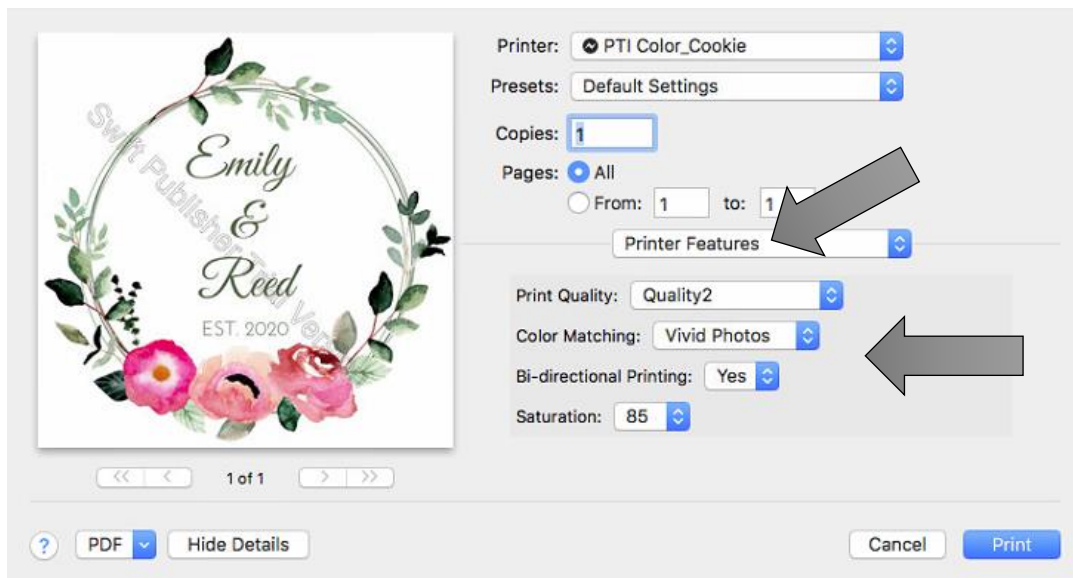 Emily
&
Reed
EST. 2020
Swift Publisher Trial Ver
Printer: PTI Color_Cookie
Presets: Default Settings
Copies: 1
Pages: All
From: 1 to: 1
Printer Features
Print Quality: Quality2
Color Matching: Vivid Photos
Bi-directional Printing: Yes
Saturation: 85
<< < 1 of 1 > >>
? PDF Hide Details Cancel Print